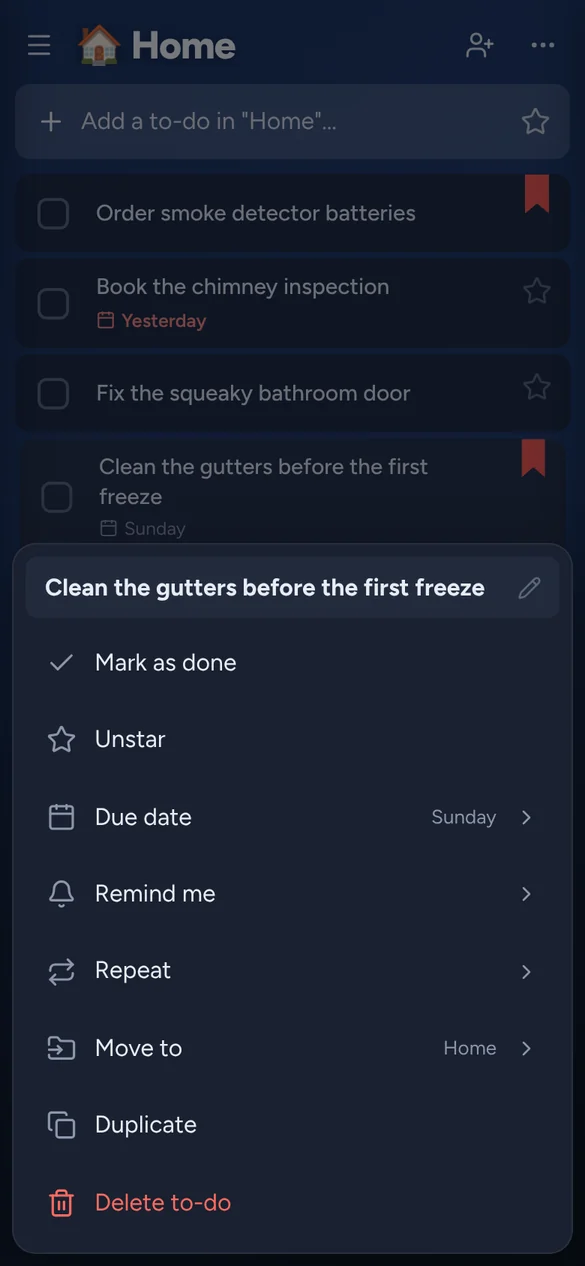 Home
Add a to-do in "Home"...
Order smoke detector batteries
Book the chimney inspection
Yesterday
Fix the squeaky bathroom door
Clean the gutters before the first
freeze
Sunday
Clean the gutters before the first freeze
Mark as done
Unstar
Due date Sunday
Remind me
Repeat
Move to Home
Duplicate
Delete to-do